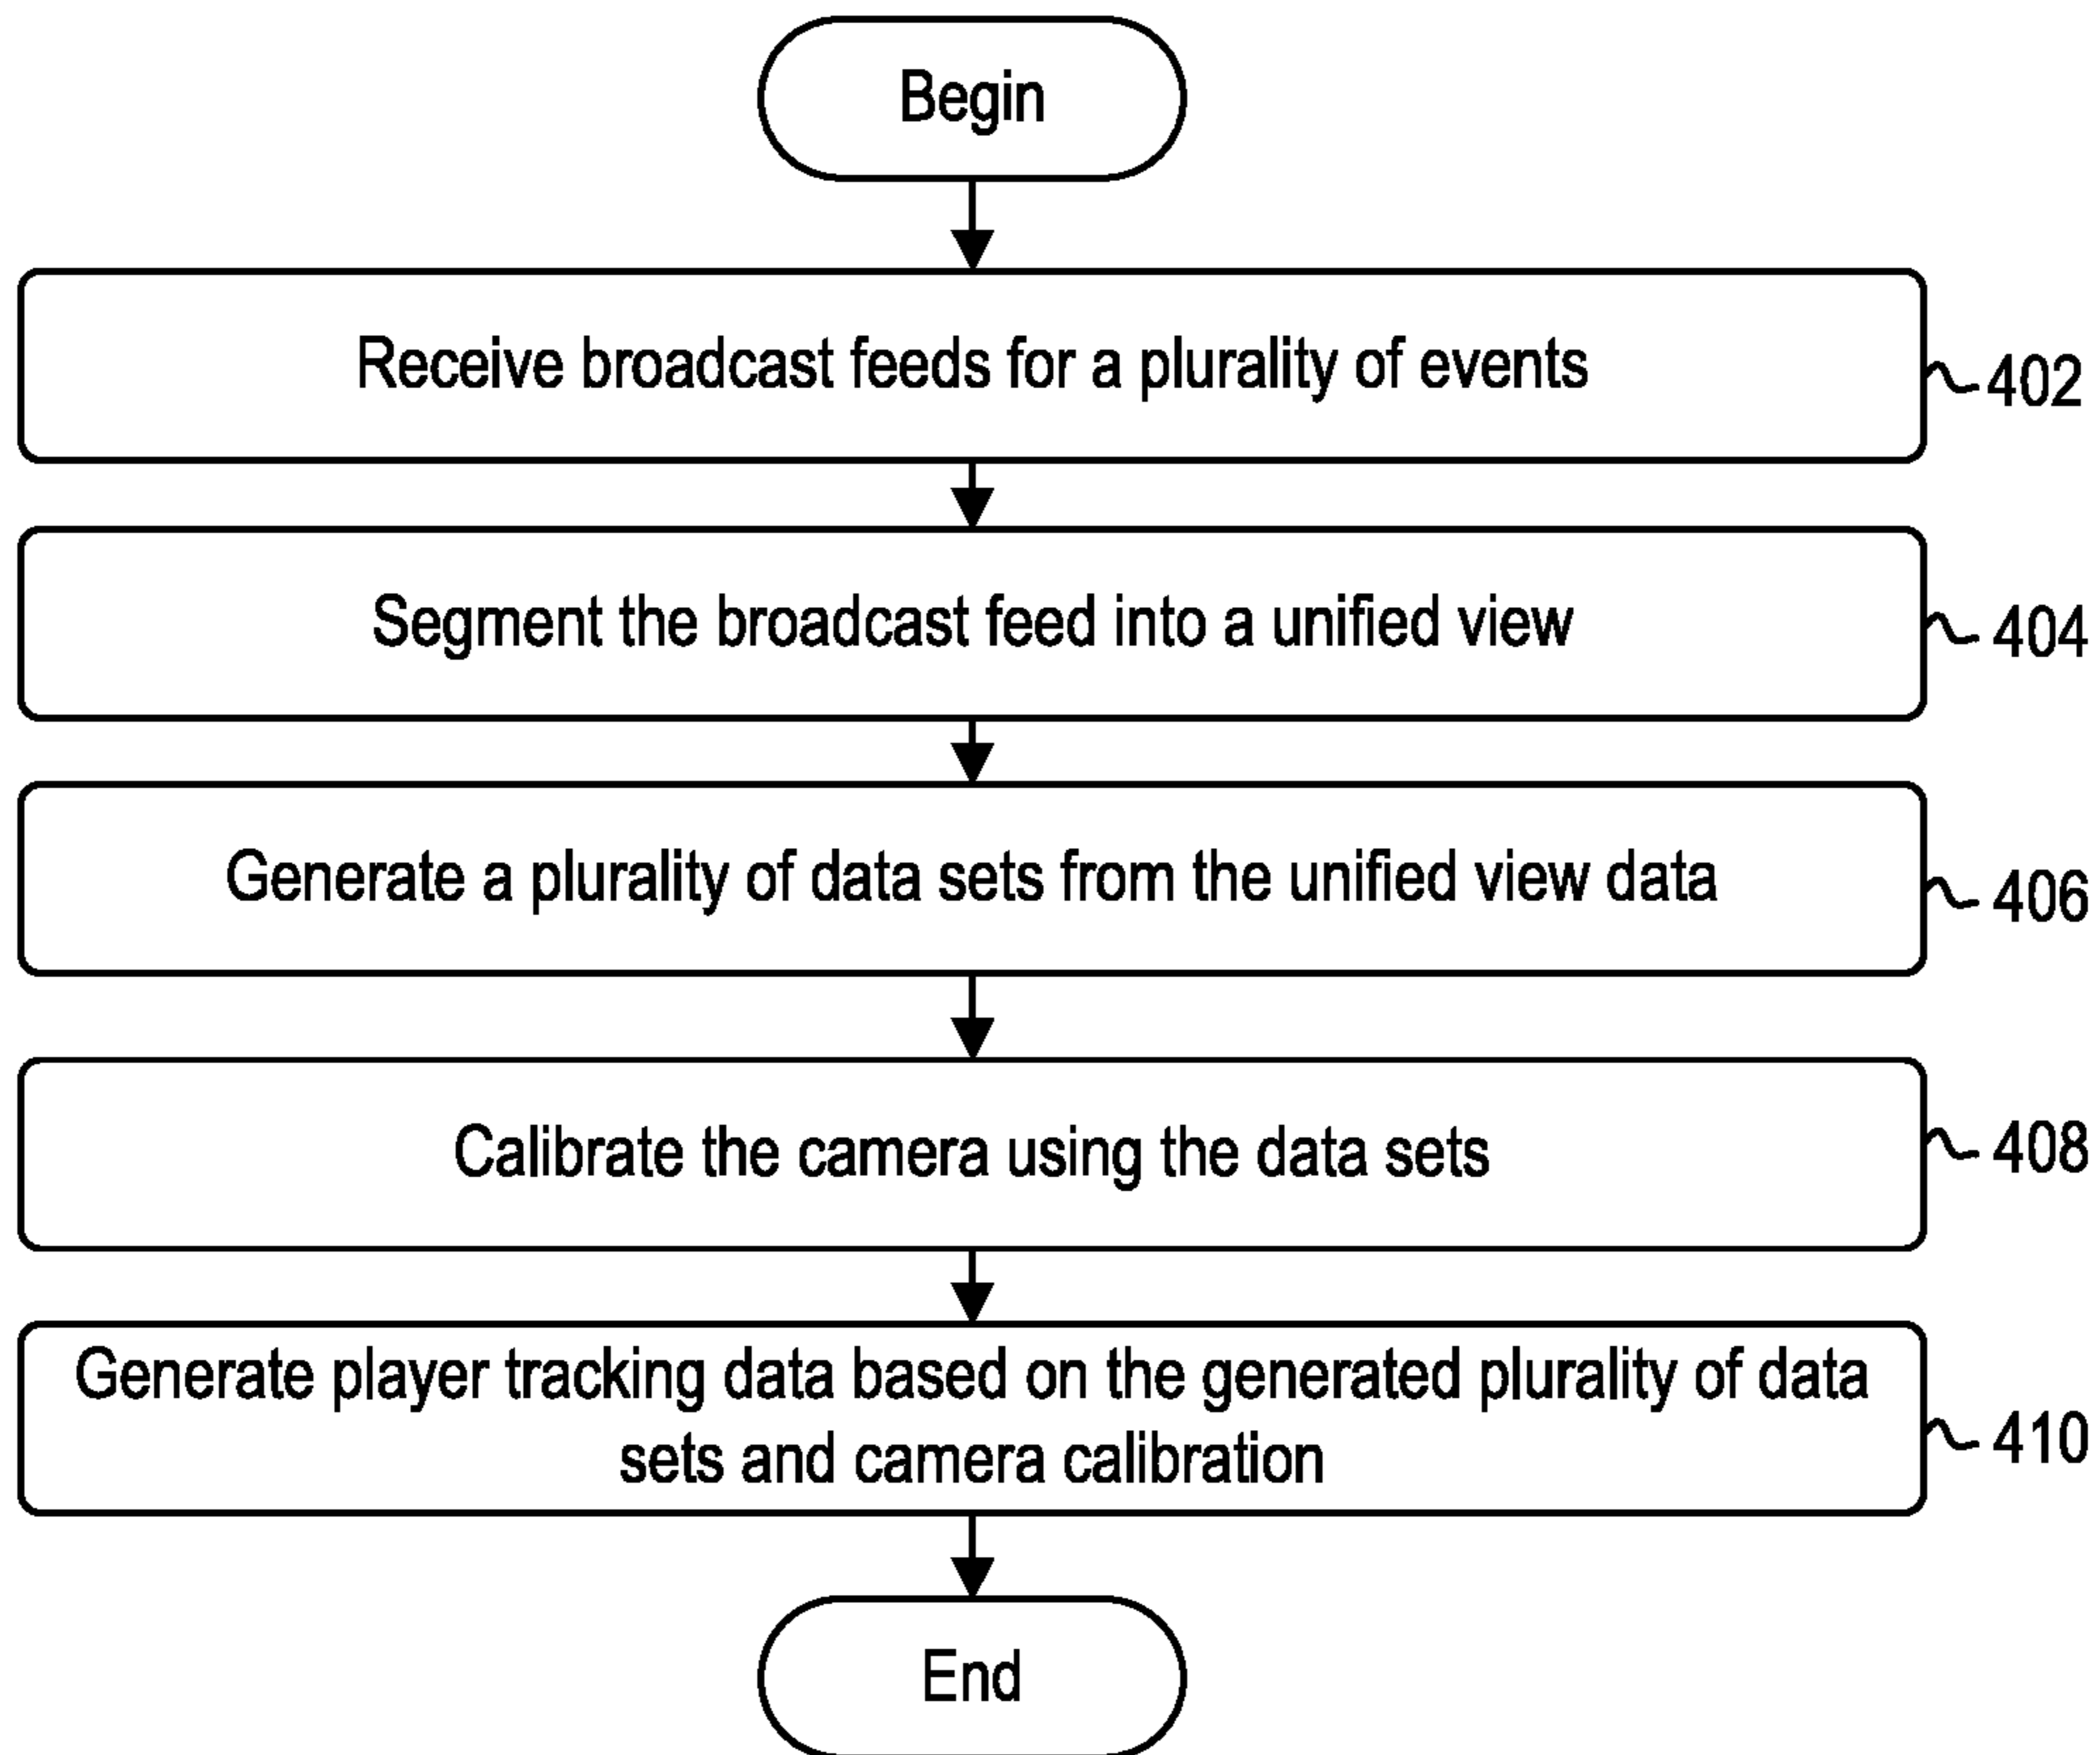 Begin
Receive broadcast feeds for a plurality of events
402
Segment the broadcast feed into a unified view
404
Generate a plurality of data sets from the unified view data
406
Calibrate the camera using the data sets
408
Generate player tracking data based on the generated plurality of data
sets and camera calibration
410
End